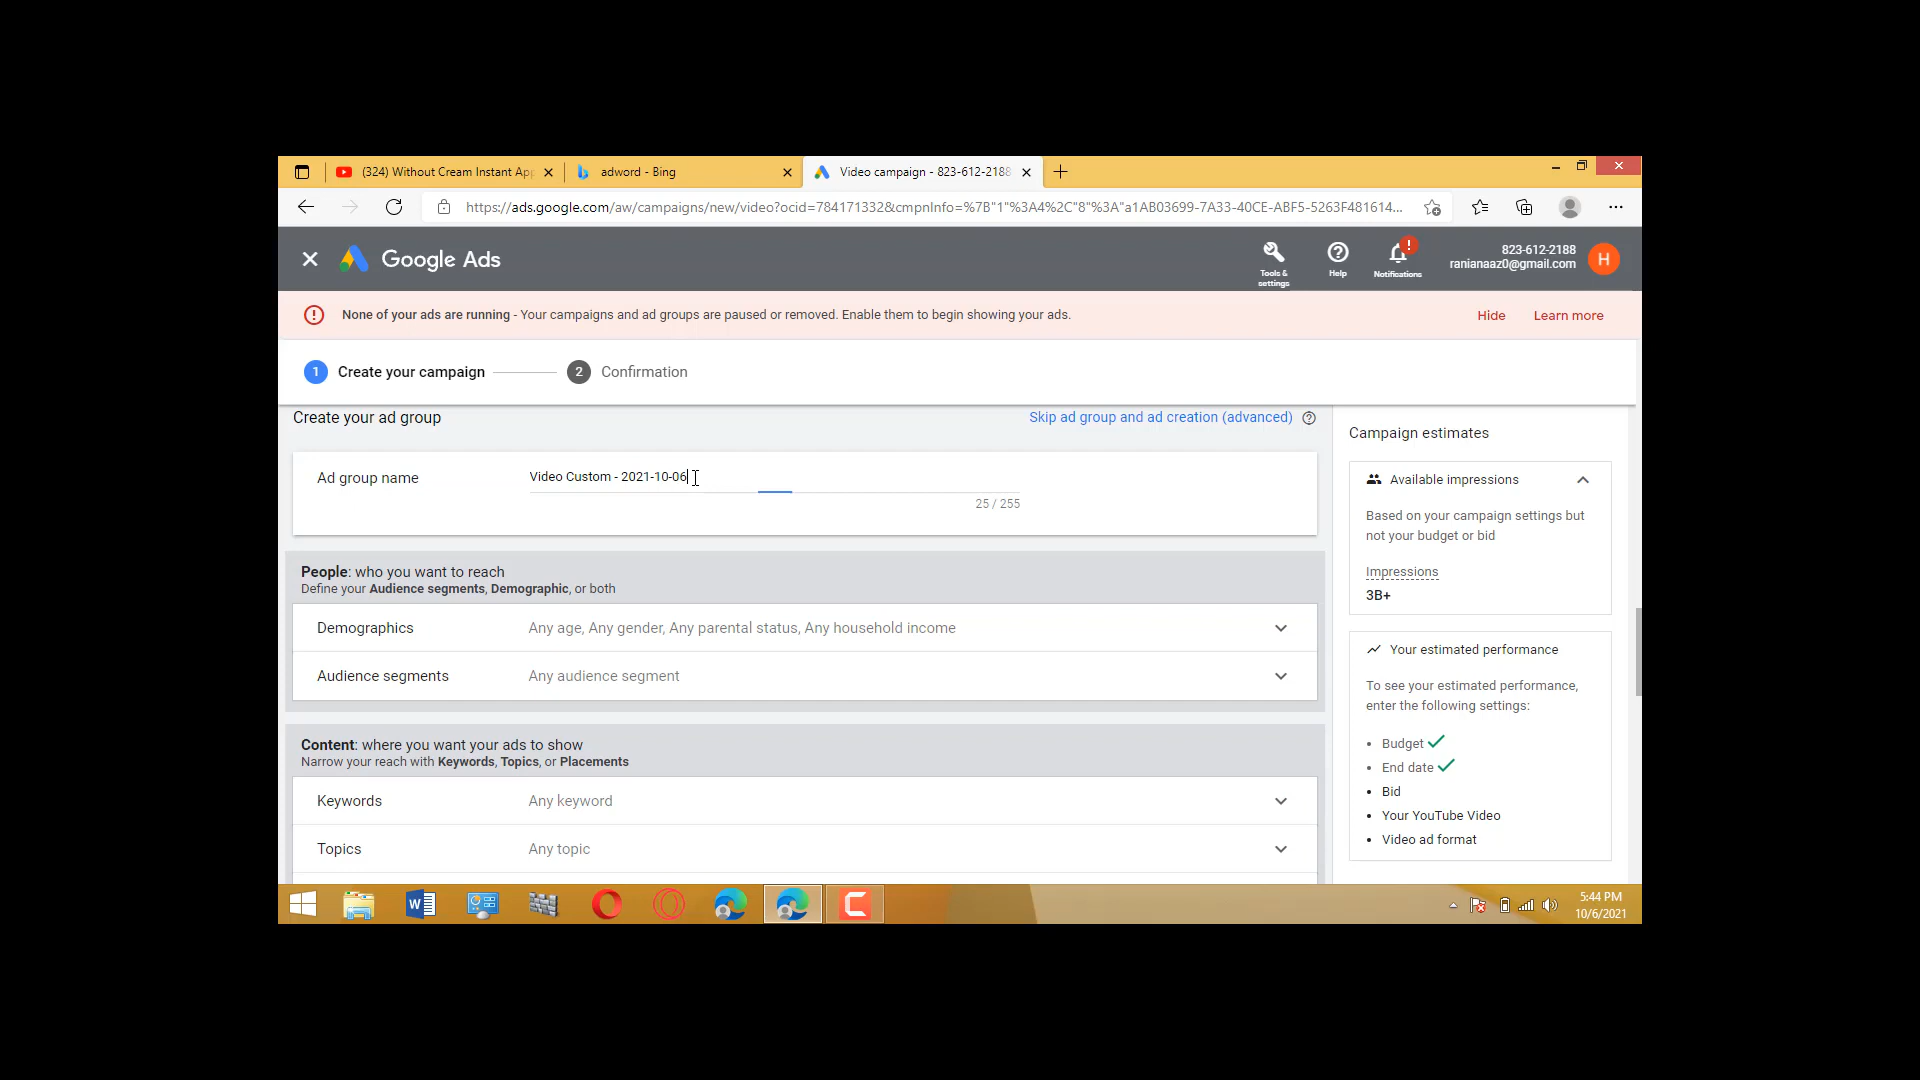 (324) Without Cream Instant App
adword - Bing
Video campaign - 823-612-2188
https://ads.google.com/aw/campaigns/new/video?ocid=784171332&cmpnInfo=%7B"1"%3A4%2C"8"%3A"a1AB03699-7A33-40CE-ABF5-5263F481614...
Google Ads
Tools & settings
Help
Notifications
823-612-2188
ranianaaz0@gmail.com
H
None of your ads are running - Your campaigns and ad groups are paused or removed. Enable them to begin showing your ads.
Hide
Learn more
1 Create your campaign
2 Confirmation
Create your ad group
Skip ad group and ad creation (advanced)
Ad group name
Video Custom - 2021-10-06
25 / 255
People: who you want to reach
Define your Audience segments, Demographic, or both
Demographics
Any age, Any gender, Any parental status, Any household income
Audience segments
Any audience segment
Content: where you want your ads to show
Narrow your reach with Keywords, Topics, or Placements
Keywords
Any keyword
Topics
Any topic
Campaign estimates
Available impressions
Based on your campaign settings but
not your budget or bid
Impressions
3B+
Your estimated performance
To see your estimated performance,
enter the following settings:
Budget
End date
Bid
Your YouTube Video
Video ad format
5:44 PM
10/6/2021